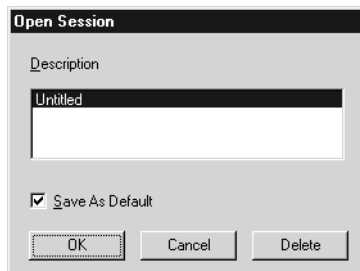 Open Session
Description
Untitled
Save As Default
OK Cancel Delete